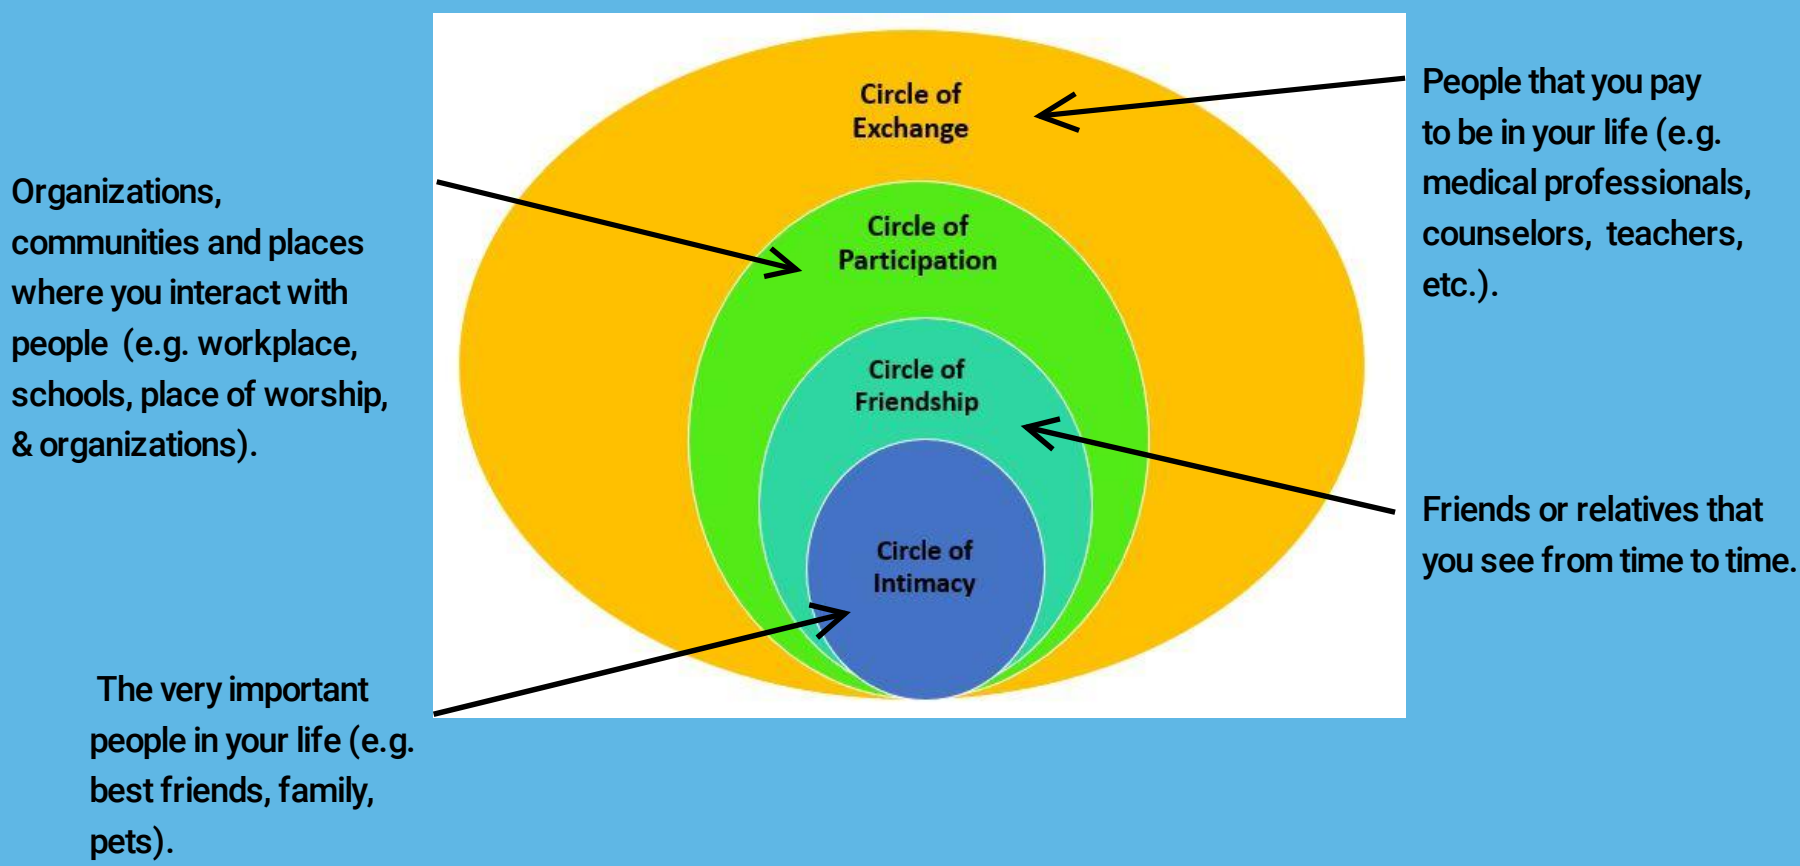 Circle of
Exchange
People that you pay
to be in your life (e.g.
medical professionals,
counselors, teachers,
etc.).
Organizations,
communities and places
where you interact with
people (e.g. workplace,
schools, place of worship,
& organizations).
Circle of
Participation
Circle of
Friendship
Friends or relatives that
you see from time to time.
Circle of
Intimacy
The very important
people in your life (e.g.
best friends, family,
pets).